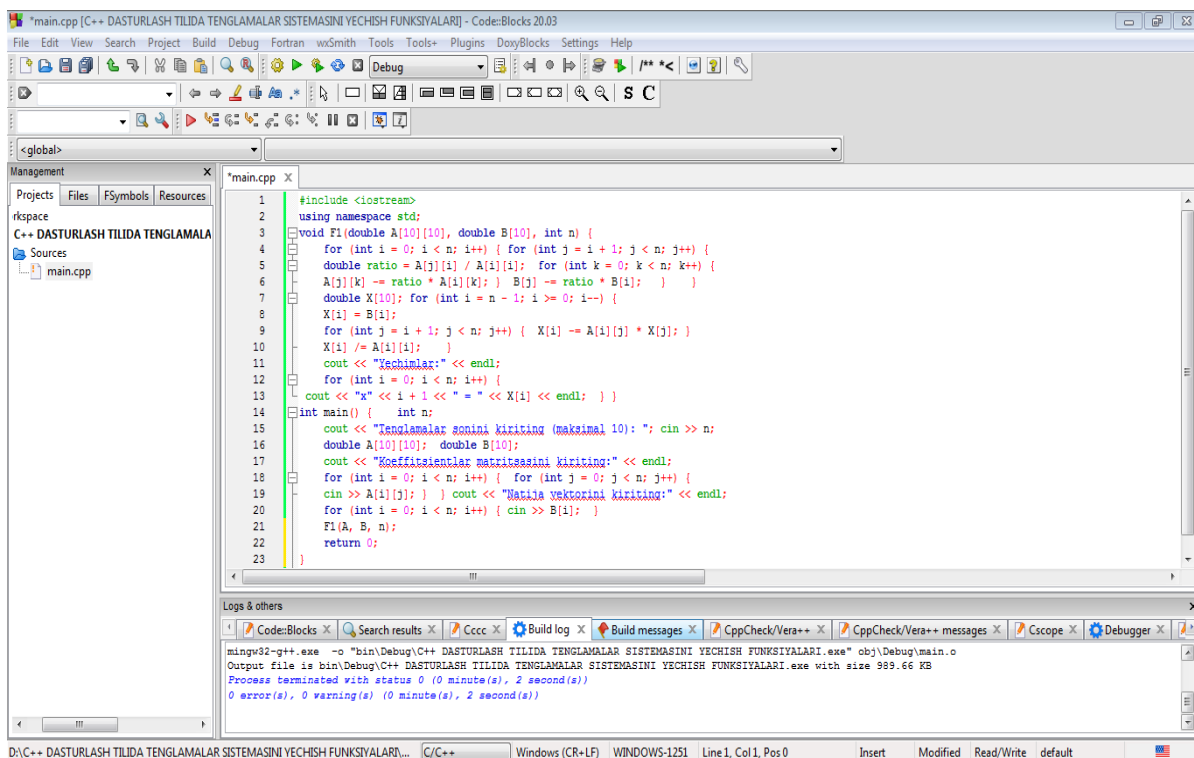 *main.cpp [C++ DASTURLASH TILIDA TENGLAMALAR SISTEMASINI YECHISH FUNKSIYALARI] - Code::Blocks 20.03
File Edit View Search Project Build Debug Fortran wxSmith Tools Tools+ Plugins DoxyBlocks Settings Help
Debug
/** *<
S C
<global>
Management
Projects Files FSymbols Resources
rkspace
C++ DASTURLASH TILIDA TENGLAMALA
Sources
main.cpp
*main.cpp
1 #include <iostream>
2 using namespace std;
3 void F1(double A[10][10], double B[10], int n) {
4 for (int i = 0; i < n; i++) { for (int j = i + 1; j < n; j++) {
5 double ratio = A[j][i] / A[i][i]; for (int k = 0; k < n; k++) {
6 A[j][k] -= ratio * A[i][k]; } B[j] -= ratio * B[i]; } }
7 double X[10]; for (int i = n - 1; i >= 0; i--) {
8 X[i] = B[i];
9 for (int j = i + 1; j < n; j++) { X[i] -= A[i][j] * X[j]; }
10 X[i] /= A[i][i]; }
11 cout << "Yechimlar:" << endl;
12 for (int i = 0; i < n; i++) {
13 cout << "x" << i + 1 << " = " << X[i] << endl; } }
14 int main() { int n;
15 cout << "Tenglamalar sonini kiriting (maksimal 10): "; cin >> n;
16 double A[10][10]; double B[10];
17 cout << "Koeffitsientlar matritsasini kiriting:" << endl;
18 for (int i = 0; i < n; i++) { for (int j = 0; j < n; j++) {
19 cin >> A[i][j]; } } cout << "Natija vektorini kiriting:" << endl;
20 for (int i = 0; i < n; i++) { cin >> B[i]; }
21 F1(A, B, n);
22 return 0;
23 }
Logs & others
Code::Blocks Search results Cccc Build log Build messages CppCheck/Vera++ CppCheck/Vera++ messages Cscope Debugger
mingw32-g++.exe -o "bin\Debug\C++ DASTURLASH TILIDA TENGLAMALAR SISTEMASINI YECHISH FUNKSIYALARI.exe" obj\Debug\main.o
Output file is bin\Debug\C++ DASTURLASH TILIDA TENGLAMALAR SISTEMASINI YECHISH FUNKSIYALARI.exe with size 989.66 KB
Process terminated with status 0 (0 minute(s), 2 second(s))
0 error(s), 0 warning(s) (0 minute(s), 2 second(s))
D:\C++ DASTURLASH TILIDA TENGLAMALAR SISTEMASINI YECHISH FUNKSIYALARI\... C/C++ Windows (CR+LF) WINDOWS-1251 Line 1, Col 1, Pos 0 Insert Modified Read/Write default